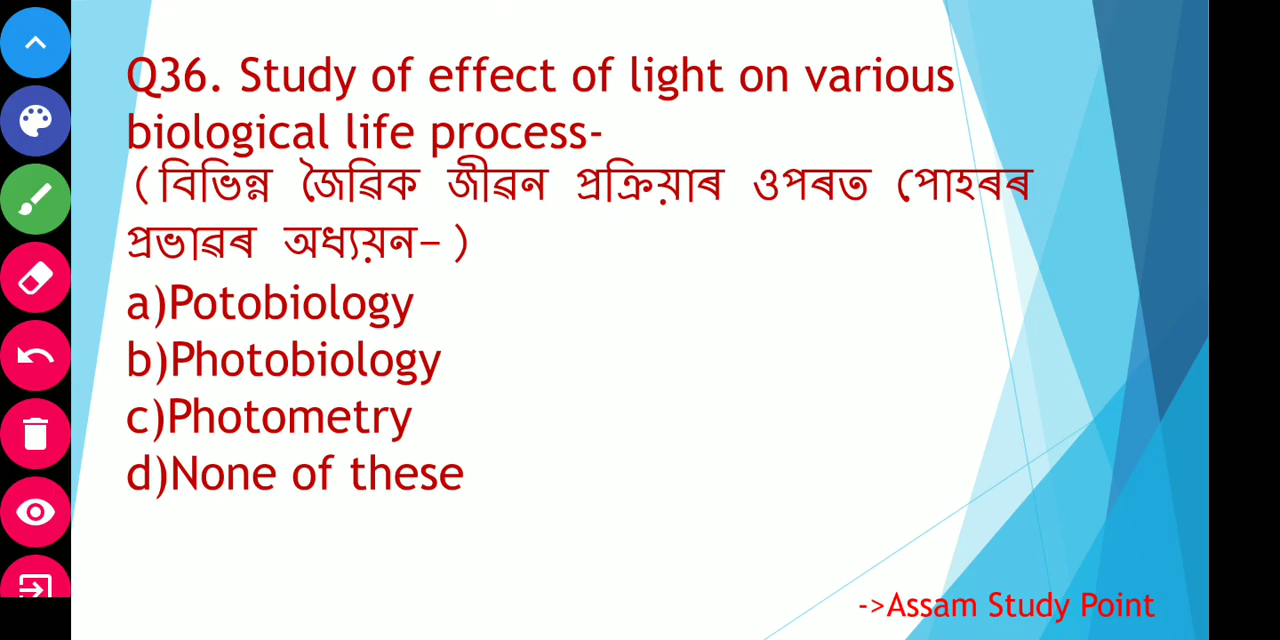 Q36. Study of effect of light on various
biological life process-
(বিভিন্ন জৈৱিক জীৱন প্ৰক্ৰিয়াৰ ওপৰত পোহৰৰ
প্ৰভাৱৰ অধ্যয়ন– )
a)Potobiology
b)Photobiology
c)Photometry
d)None of these
->Assam Study Point